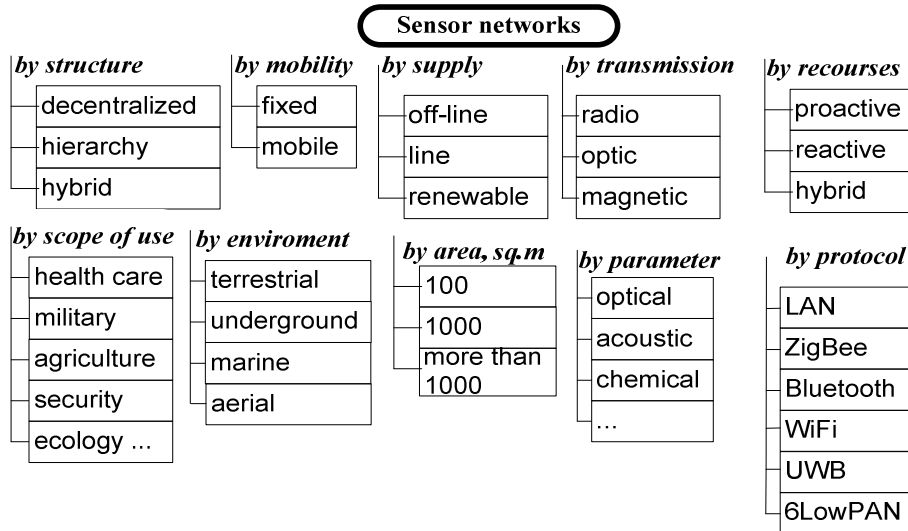 Sensor networks
by structure
decentralized
hierarchy
hybrid
by mobility
fixed
mobile
by supply
off-line
line
renewable
by transmission
radio
optic
magnetic
by recourses
proactive
reactive
hybrid
by scope of use
health care
military
agriculture
security
ecology ...
by enviroment
terrestrial
underground
marine
aerial
by area, sq.m
100
1000
more than
1000
by parameter
optical
acoustic
chemical
...
by protocol
LAN
ZigBee
Bluetooth
WiFi
UWB
6LowPAN